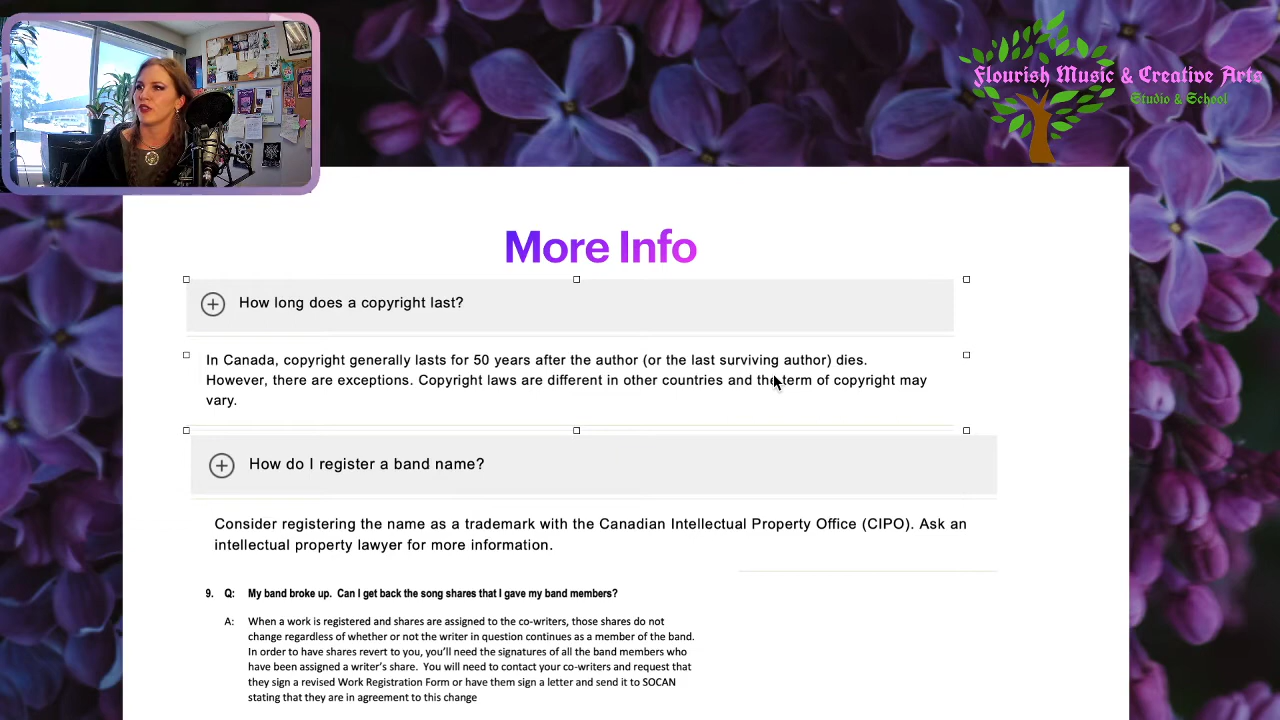 Flourish Music & Creative Arts
Studio & School
More Info
How long does a copyright last?
In Canada, copyright generally lasts for 50 years after the author (or the last surviving author) dies.
However, there are exceptions. Copyright laws are different in other countries and the term of copyright may
vary.
How do I register a band name?
Consider registering the name as a trademark with the Canadian Intellectual Property Office (CIPO). Ask an
intellectual property lawyer for more information.
9. Q: My band broke up. Can I get back the song shares that I gave my band members?
A: When a work is registered and shares are assigned to the co-writers, those shares do not
change regardless of whether or not the writer in question continues as a member of the band.
In order to have shares revert to you, you'll need the signatures of all the band members who
have been assigned a writer's share. You will need to contact your co-writers and request that
they sign a revised Work Registration Form or have them sign a letter and send it to SOCAN
stating that they are in agreement to this change